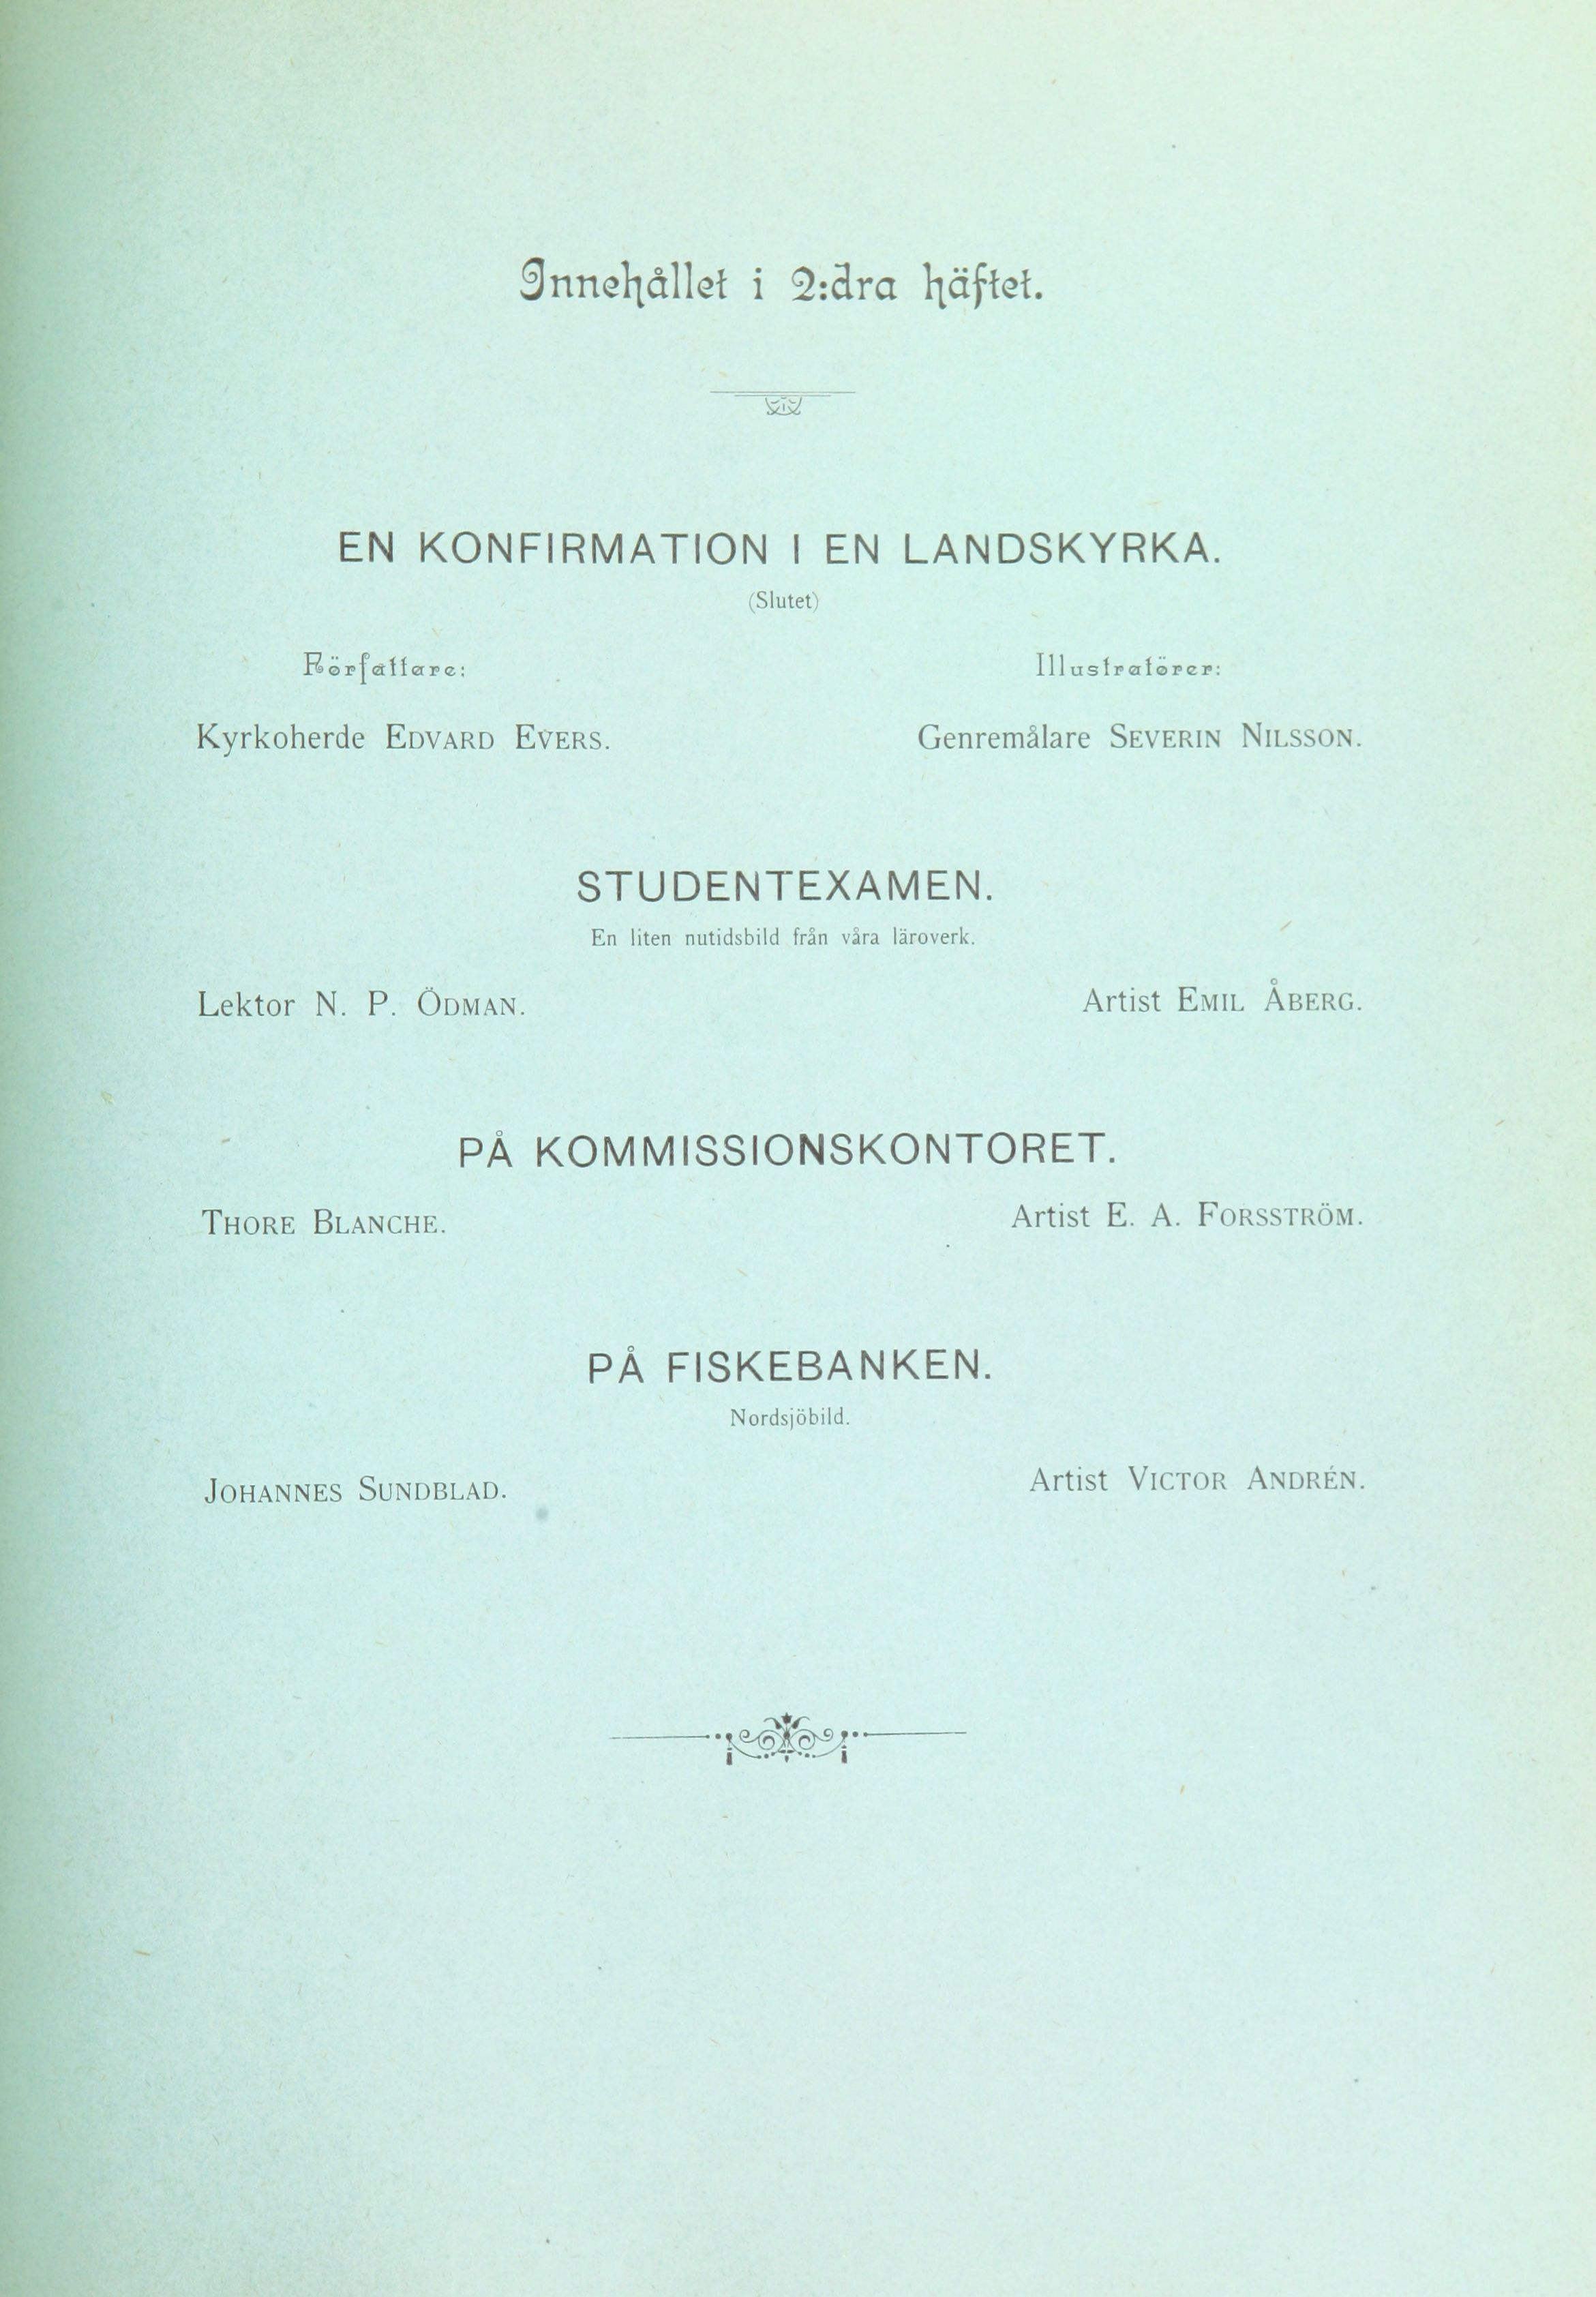 Innehållet i 2:dra häftet.
EN KONFIRMATION I EN LANDSKYRKA.
(Slutet)
Författare: Illustratörer:
Kyrkoherde EDVARD EVERS. Genremålare SEVERIN NILSSON.
STUDENTEXAMEN.
En liten nutidsbild från våra läroverk.
Lektor N. P. ÖDMAN. Artist EMIL ÅBERG.
PÅ KOMMISSIONSKONTORET.
THORE BLANCHE. Artist E. A. FORSSTRÖM.
PÅ FISKEBANKEN.
Nordsjöbild.
JOHANNES SUNDBLAD. Artist VICTOR ANDRÉN.